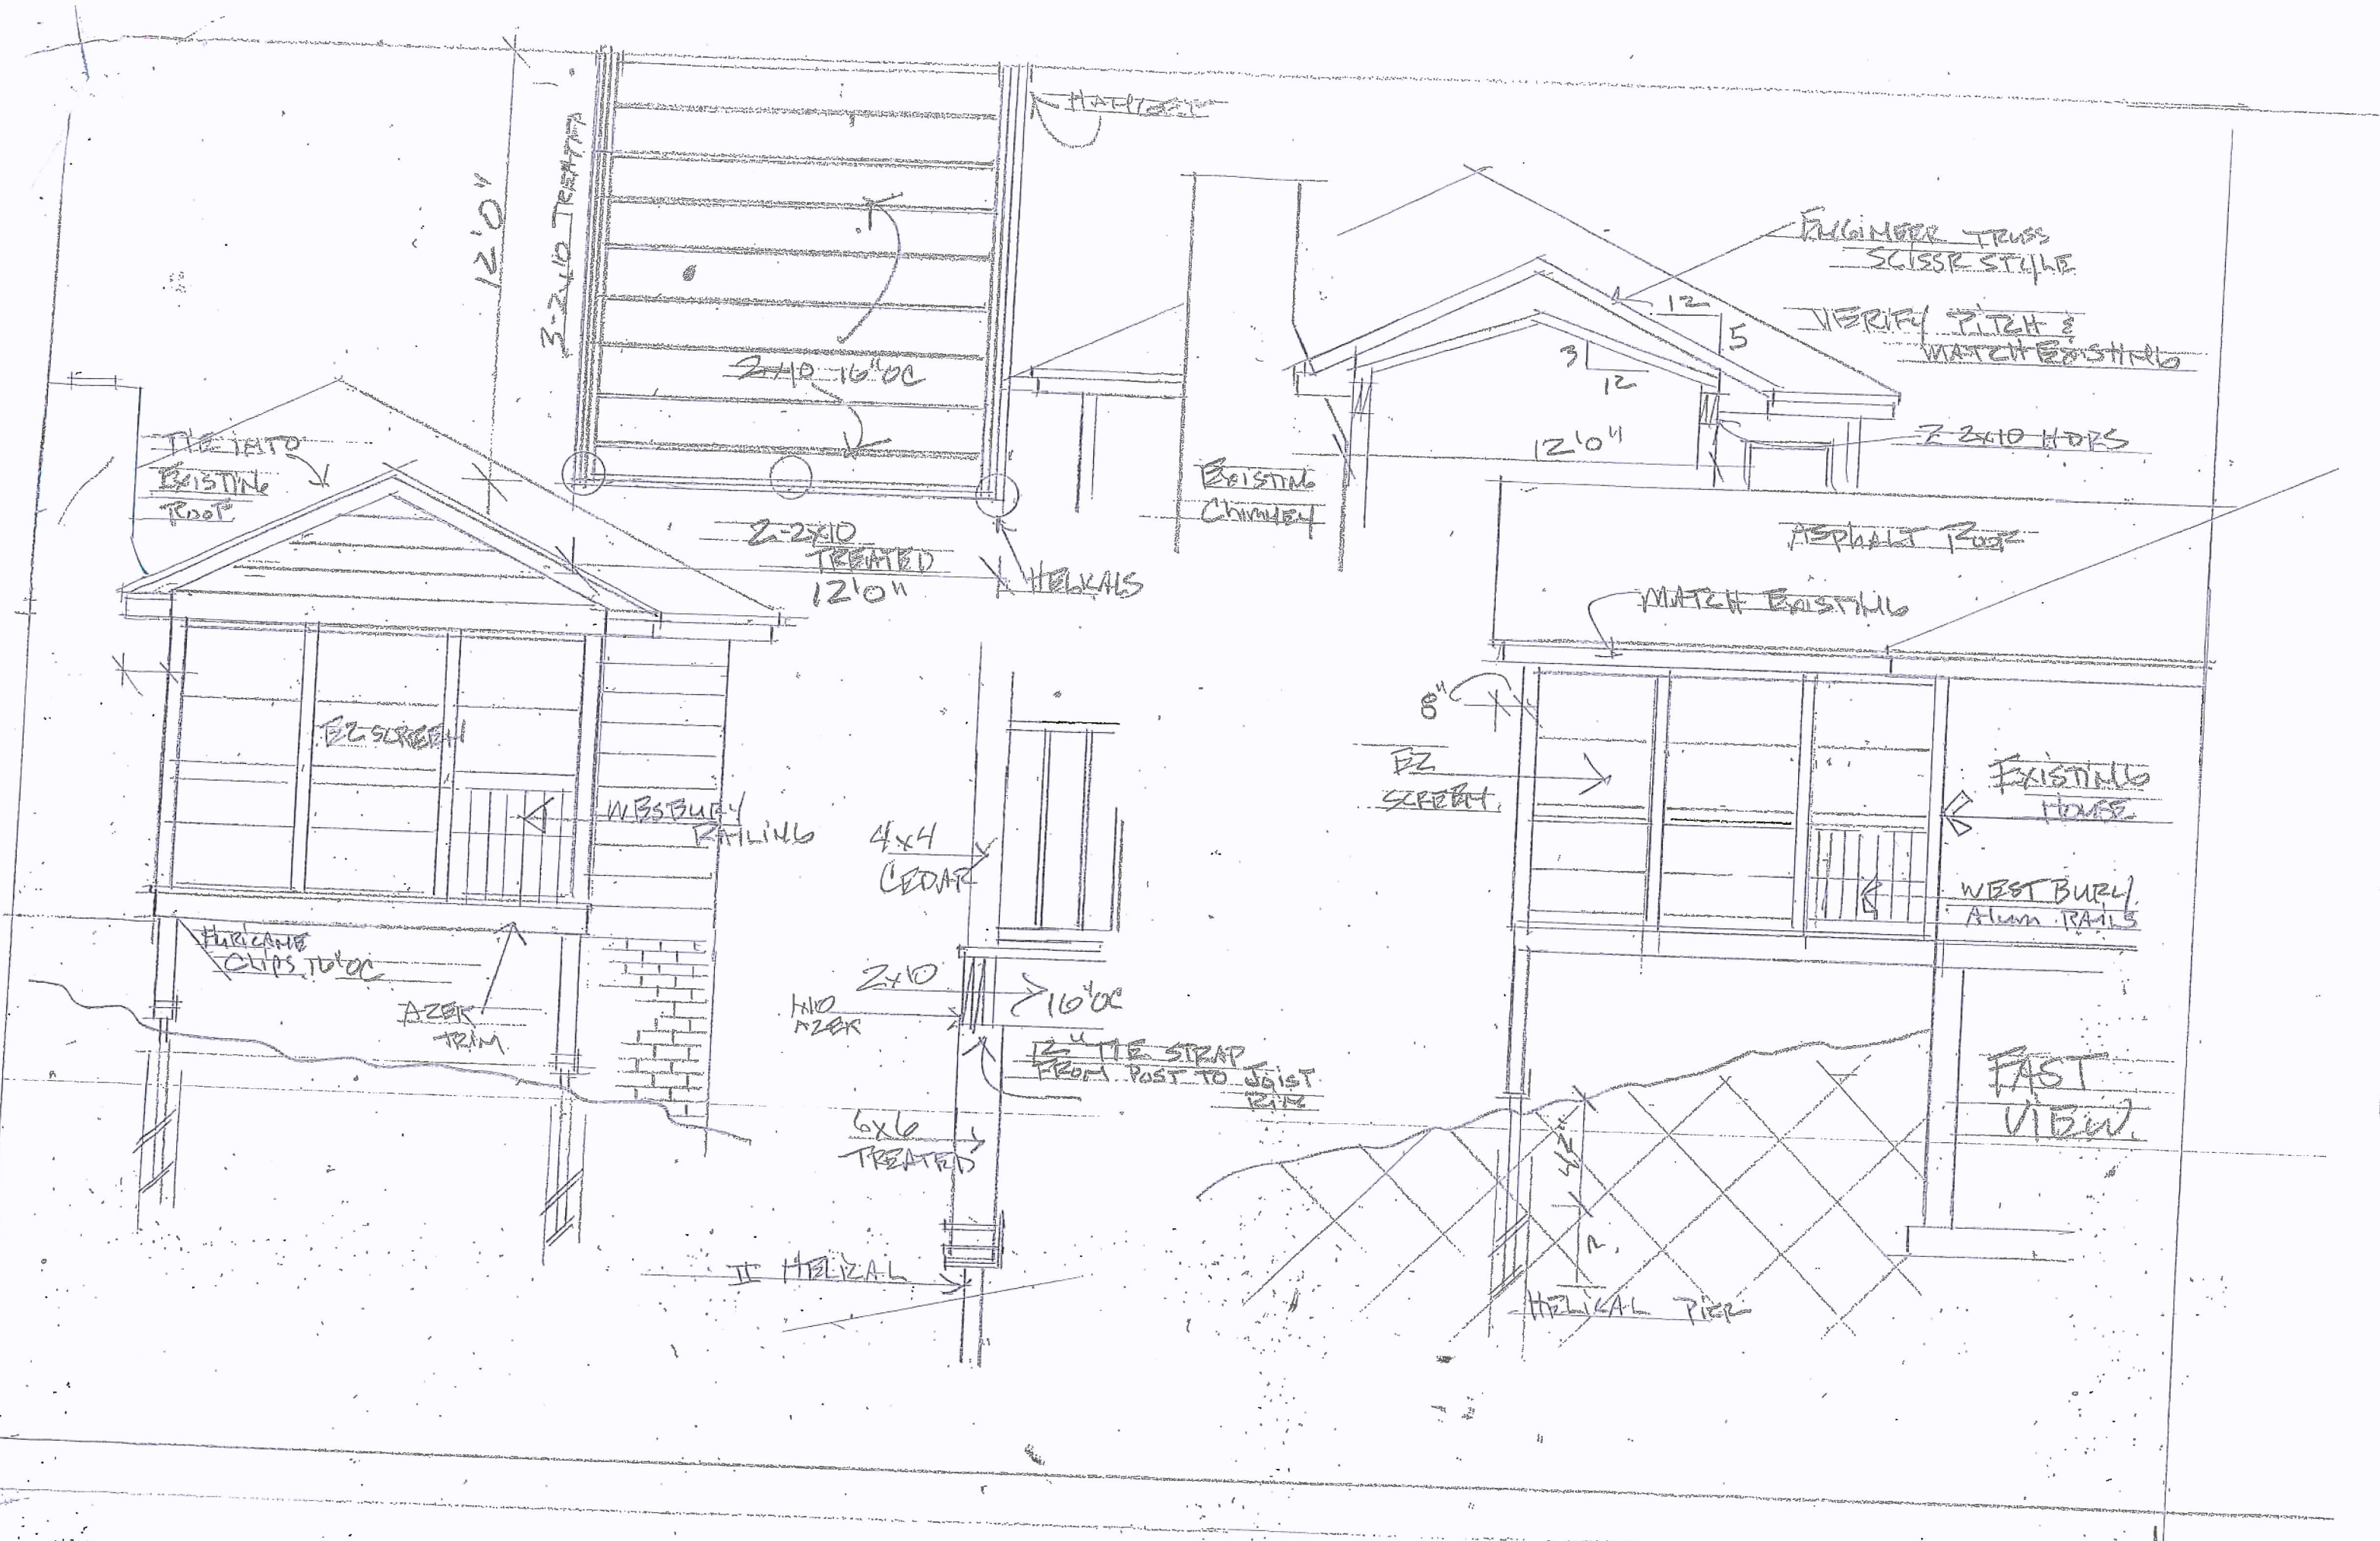 12'0"
3-2x10 TREATED
2x10 16"OC
2-2x10
TREATED
12'0"
HELICALS
TIE INTO
EXISTING
ROOF
EZ SCREEN
WESBURY
RAILING
HURICANE
CLIPS 16"OC
AZEK
TRIM
4x4
CEDAR
2x10
16"OC
1x10
AZEK
12" TIE STRAP
FROM POST TO JOIST
RIM
6x6
TREATED
HELICAL
ENGINEER TRUSS
SCISSR STYLE
12
5
3
12
VERIFY PITCH &
MATCH EXISTING
12'0"
2 2x10 HDRS
EXISTING
CHIMNEY
ASPHALT ROOF
MATCH EXISTING
8"
EZ
SCREEN
EXISTING
HOUSE
WESTBURY
ALUM RAILS
EAST
VIEW.
HELICAL PIER